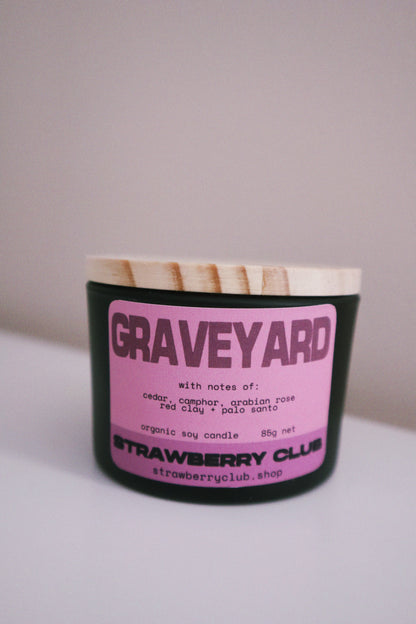 GRAVEYARD
with notes of:
cedar, camphor, arabian rose
red clay + palo santo
organic soy candle 85g net
STRAWBERRY CLUB
strawberryclub.shop